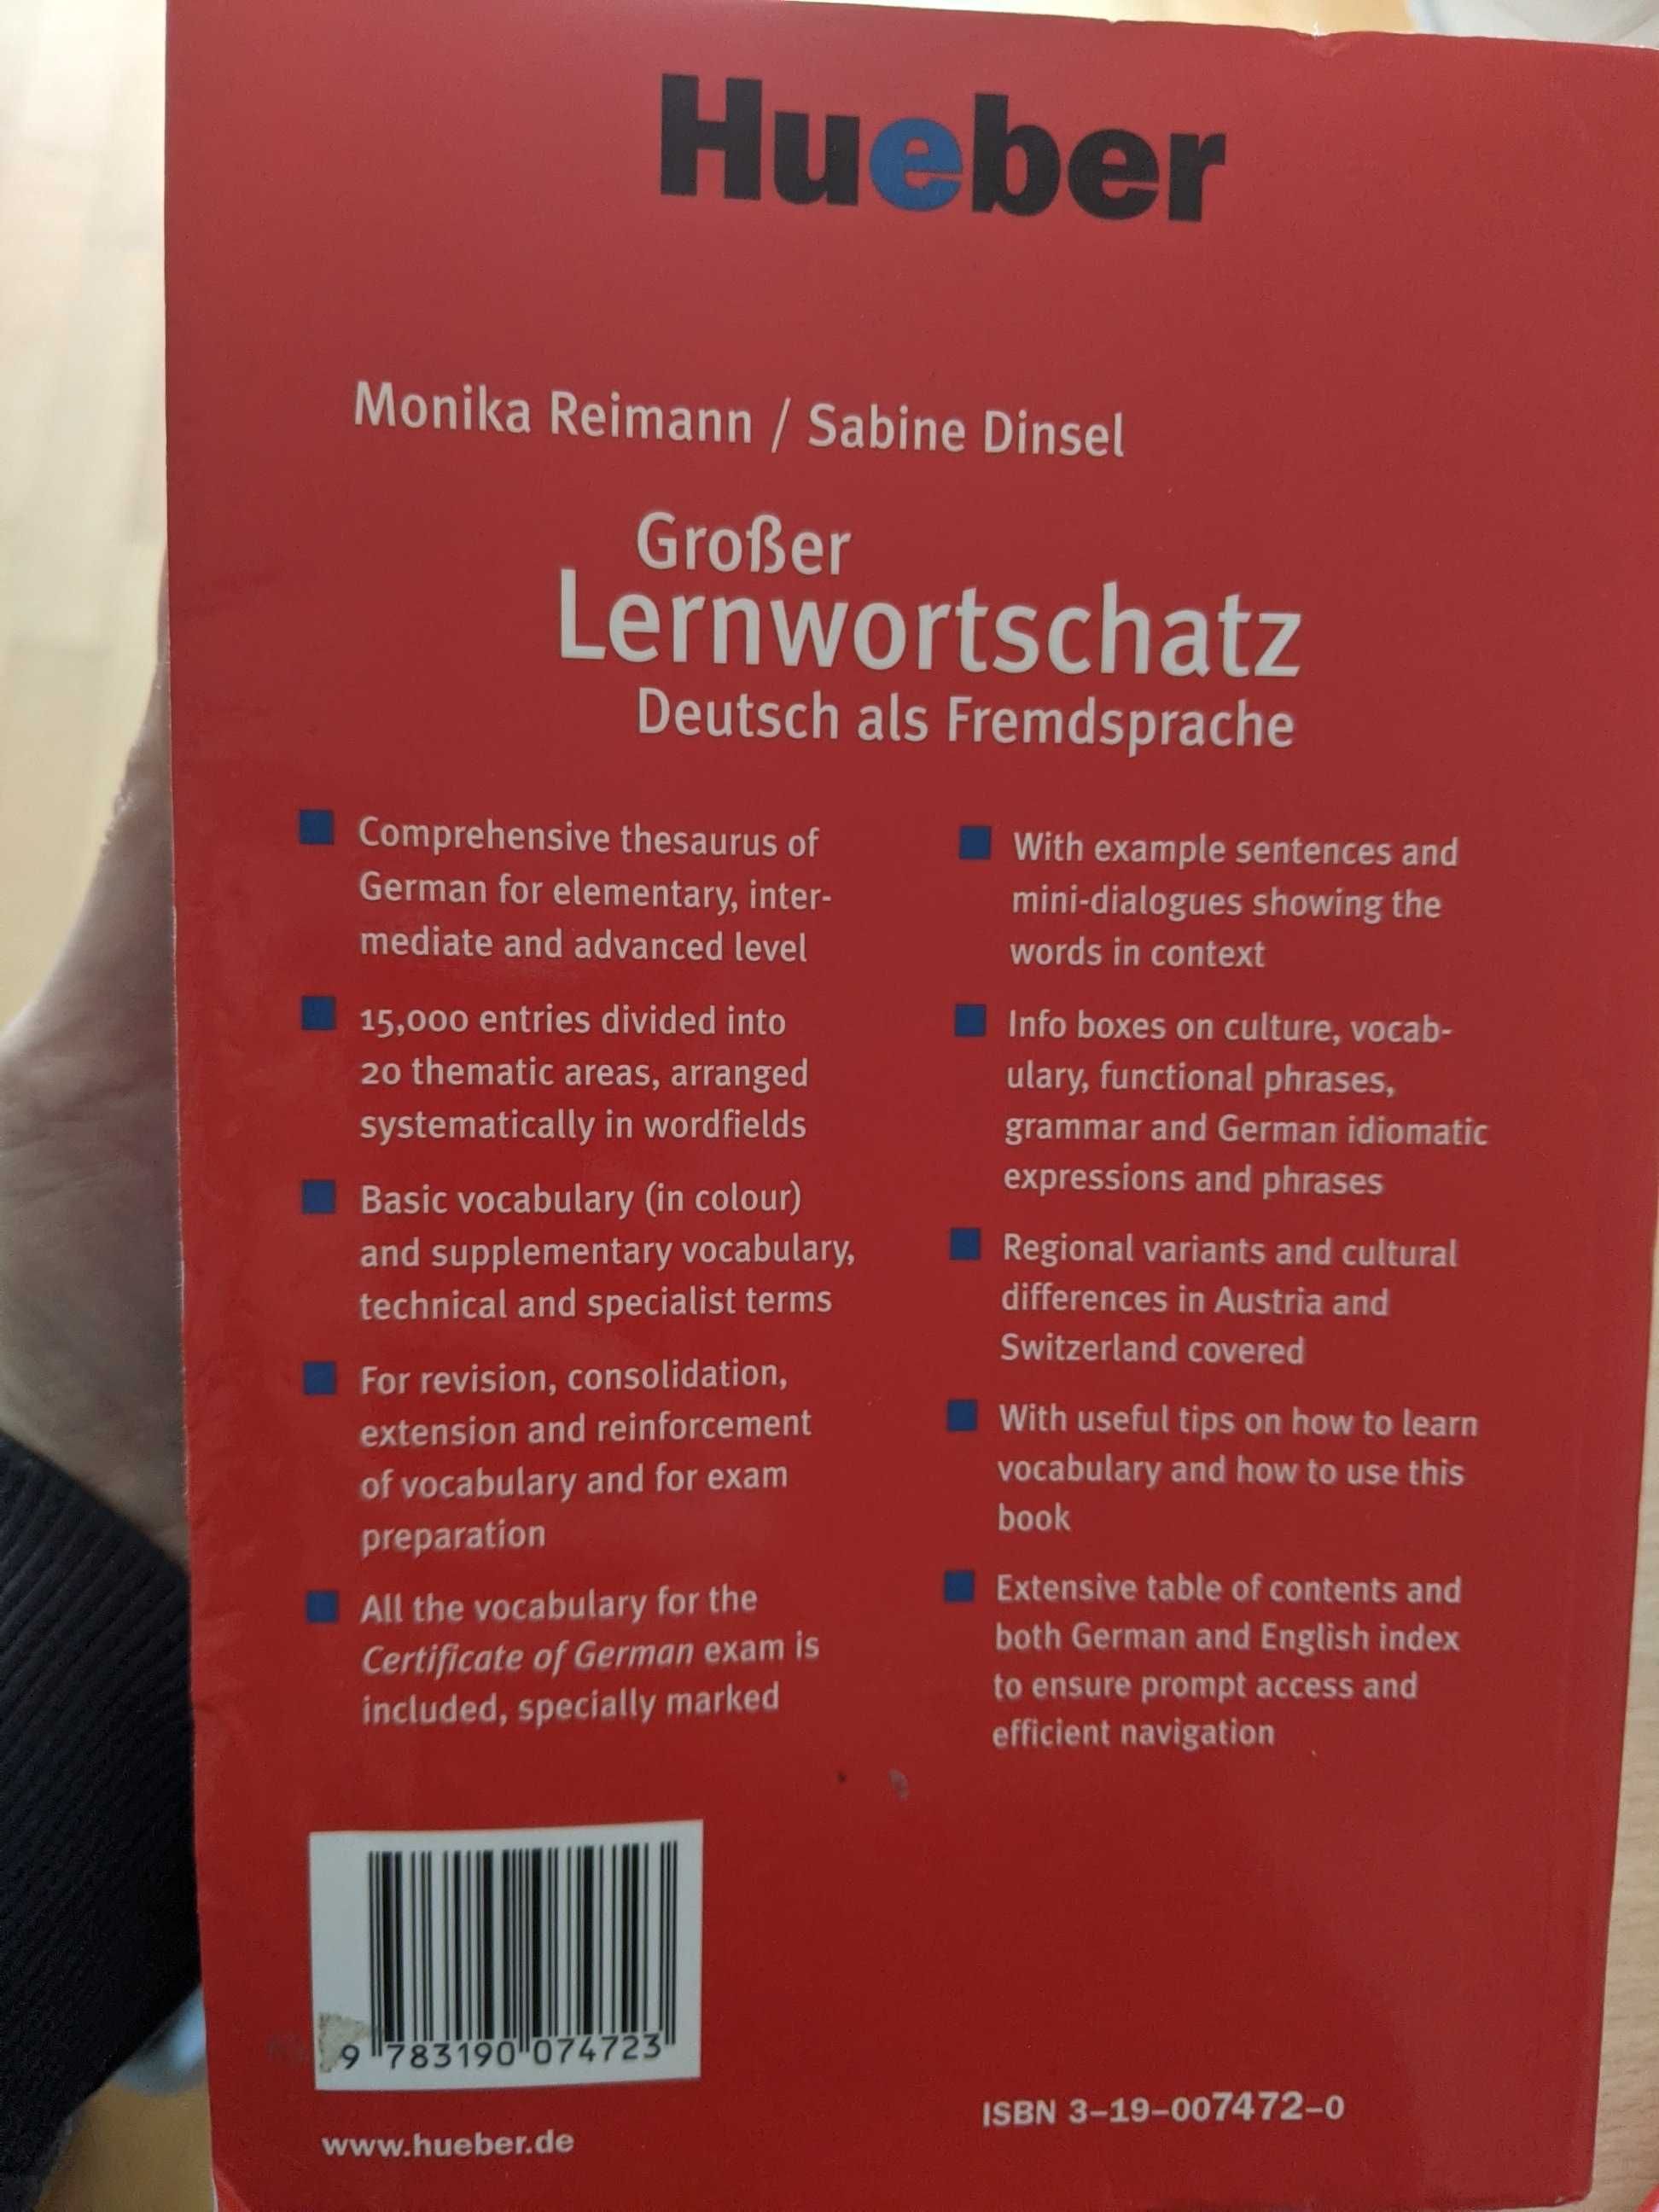 Hueber
Monika Reimann / Sabine Dinsel
Großer
Lernwortschatz
Deutsch als Fremdsprache
Comprehensive thesaurus of
German for elementary, inter-
mediate and advanced level
15,000 entries divided into
20 thematic areas, arranged
systematically in wordfields
Basic vocabulary (in colour)
and supplementary vocabulary,
technical and specialist terms
For revision, consolidation,
extension and reinforcement
of vocabulary and for exam
preparation
All the vocabulary for the
Certificate of German exam is
included, specially marked
With example sentences and
mini-dialogues showing the
words in context
Info boxes on culture, vocab-
ulary, functional phrases,
grammar and German idiomatic
expressions and phrases
Regional variants and cultural
differences in Austria and
Switzerland covered
With useful tips on how to learn
vocabulary and how to use this
book
Extensive table of contents and
both German and English index
to ensure prompt access and
efficient navigation
9 783190 074723
ISBN 3–19–007472–0
www.hueber.de